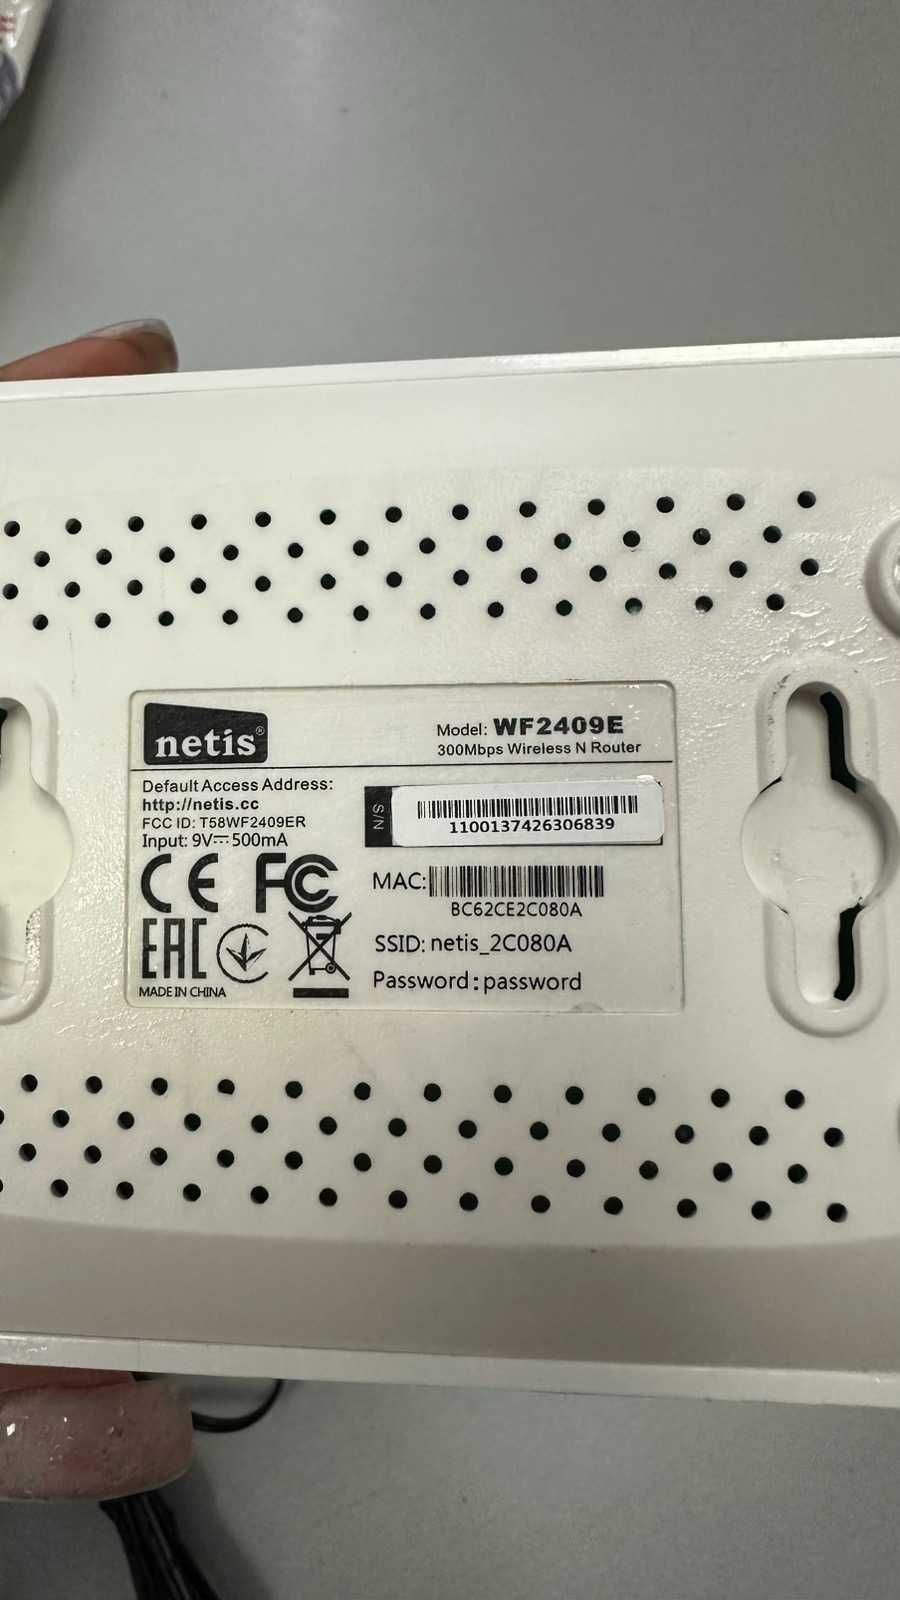 netis®
Model: WF2409E
300Mbps Wireless N Router
Default Access Address:
http://netis.cc
FCC ID: T58WF2409ER
Input: 9V⎓500mA
S/N
1100137426306839
CE FC
MAC:
BC62CE2C080A
EAC
SSID: netis_2C080A
Password:password
MADE IN CHINA